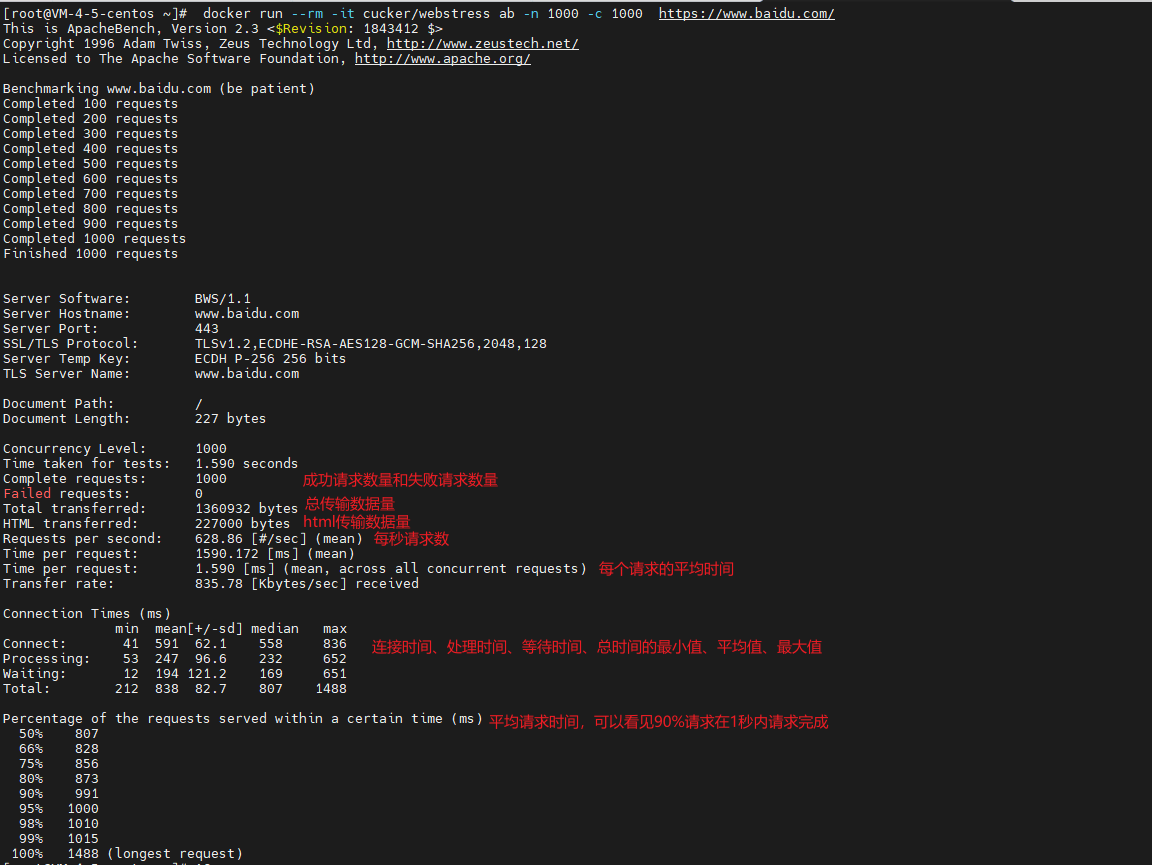 [root@VM-4-5-centos ~]#  docker run --rm -it cucker/webstress ab -n 1000 -c 1000  https://www.baidu.com/
This is ApacheBench, Version 2.3 <$Revision: 1843412 $>
Copyright 1996 Adam Twiss, Zeus Technology Ltd, http://www.zeustech.net/
Licensed to The Apache Software Foundation, http://www.apache.org/
Benchmarking www.baidu.com (be patient)
Completed 100 requests
Completed 200 requests
Completed 300 requests
Completed 400 requests
Completed 500 requests
Completed 600 requests
Completed 700 requests
Completed 800 requests
Completed 900 requests
Completed 1000 requests
Finished 1000 requests
Server Software:        BWS/1.1
Server Hostname:        www.baidu.com
Server Port:            443
SSL/TLS Protocol:       TLSv1.2,ECDHE-RSA-AES128-GCM-SHA256,2048,128
Server Temp Key:        ECDH P-256 256 bits
TLS Server Name:        www.baidu.com
Document Path:          /
Document Length:        227 bytes
Concurrency Level:      1000
Time taken for tests:   1.590 seconds
Complete requests:      1000 成功请求数量和失败请求数量
Failed requests:        0
Total transferred:      1360932 bytes 总传输数据量
HTML transferred:       227000 bytes html传输数据量
Requests per second:    628.86 [#/sec] (mean) 每秒请求数
Time per request:       1590.172 [ms] (mean)
Time per request:       1.590 [ms] (mean, across all concurrent requests) 每个请求的平均时间
Transfer rate:          835.78 [Kbytes/sec] received
Connection Times (ms)
              min  mean[+/-sd] median   max
Connect:       41  591  62.1    558     836 连接时间、处理时间、等待时间、总时间的最小值、平均值、最大值
Processing:    53  247  96.6    232     652
Waiting:       12  194 121.2    169     651
Total:        212  838  82.7    807    1488
Percentage of the requests served within a certain time (ms) 平均请求时间，可以看见90%请求在1秒内请求完成
  50%    807
  66%    828
  75%    856
  80%    873
  90%    991
  95%   1000
  98%   1010
  99%   1015
 100%   1488 (longest request)